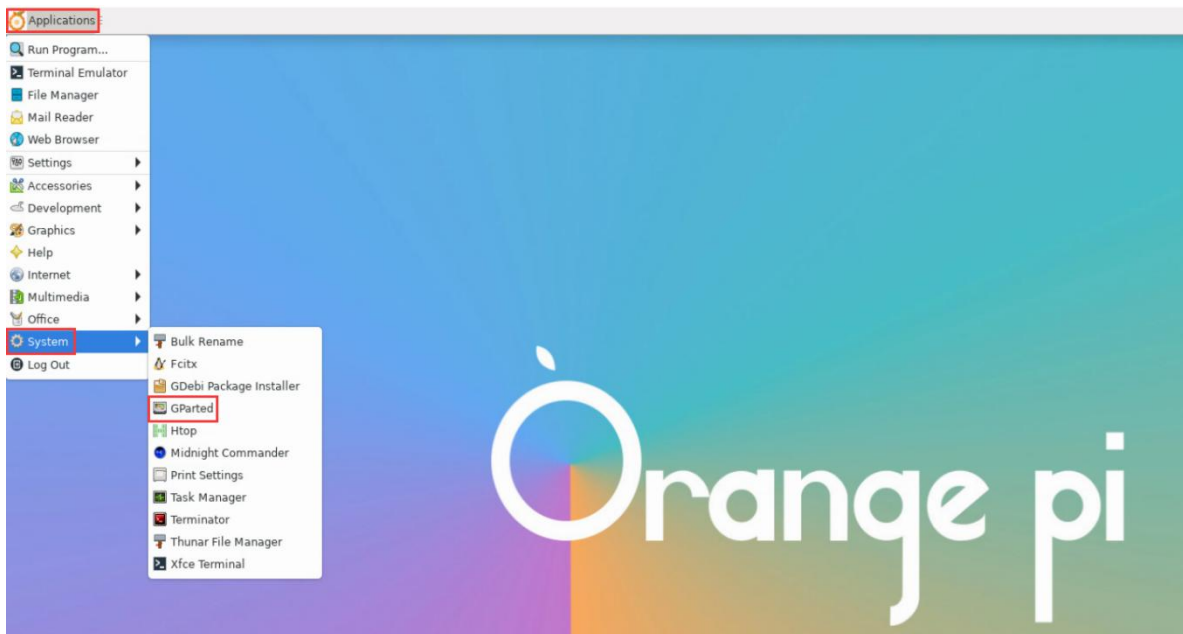 Applications
Run Program...
Terminal Emulator
File Manager
Mail Reader
Web Browser
Settings
Accessories
Development
Graphics
Help
Internet
Multimedia
Office
System
Log Out
Bulk Rename
Fcitx
GDebi Package Installer
GParted
Htop
Midnight Commander
Print Settings
Task Manager
Terminator
Thunar File Manager
Xfce Terminal
Orange pi